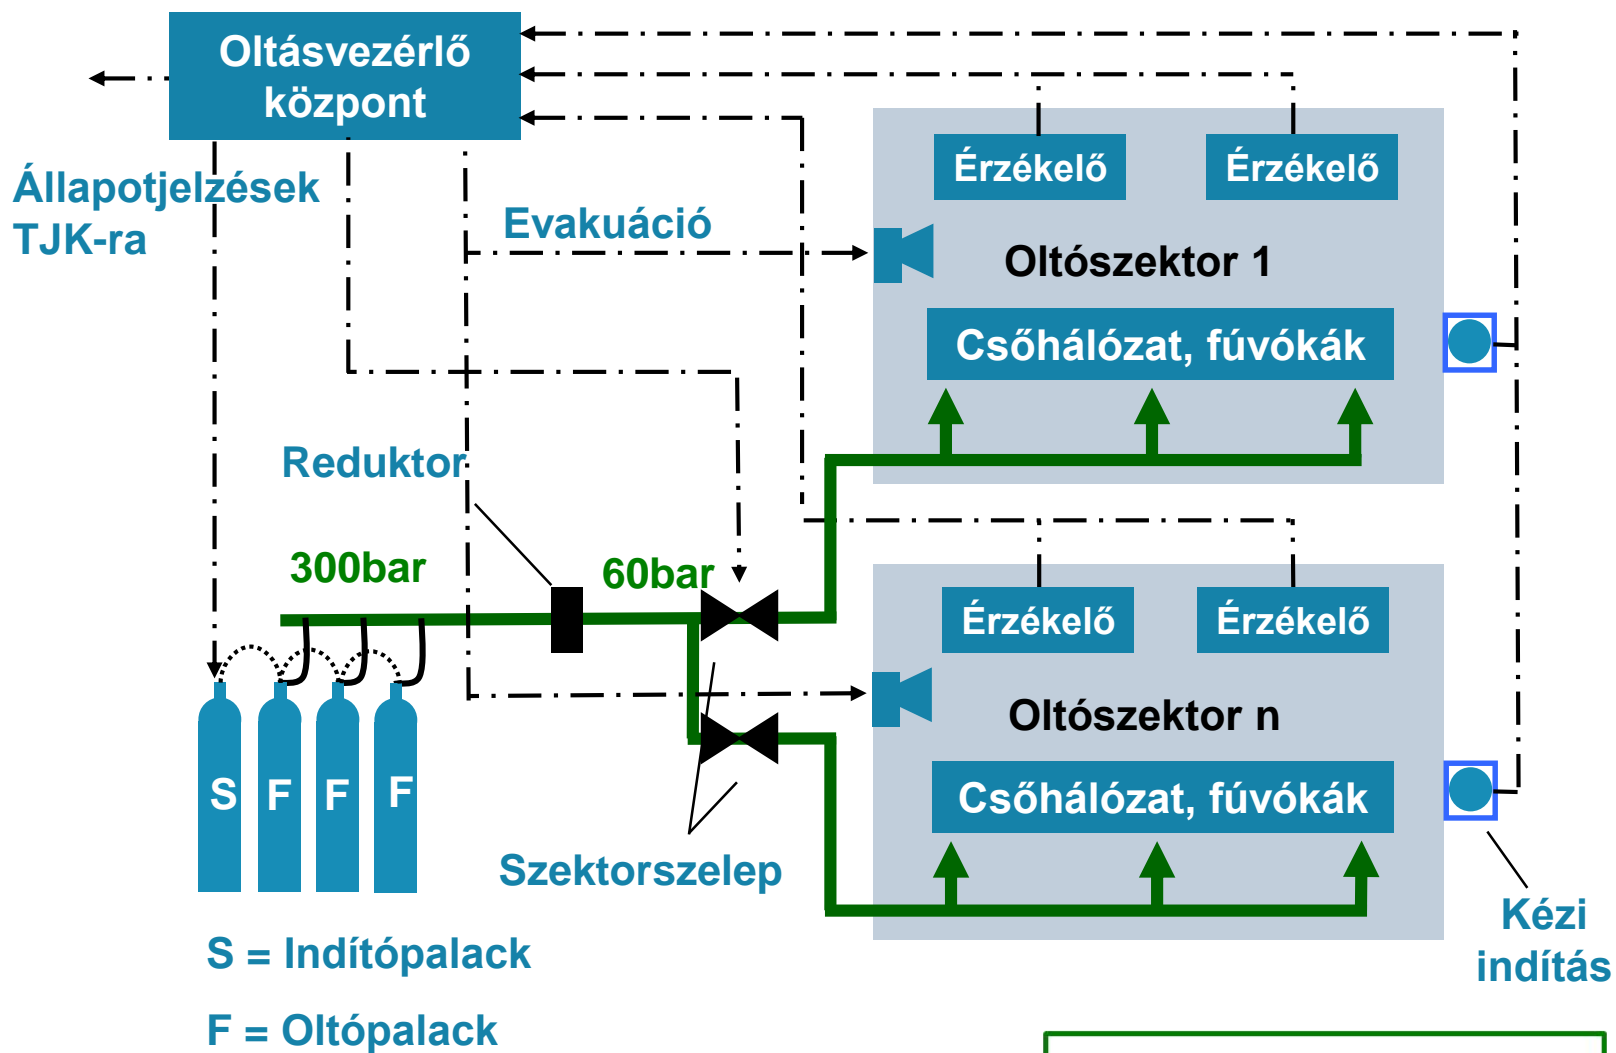 Oltásvezérlő
központ
Állapotjelzések
TJK-ra
Evakuáció
Érzékelő
Érzékelő
Oltószektor 1
Csőhálózat, fúvókák
Reduktor
300bar
60bar
Érzékelő
Érzékelő
Oltószektor n
Csőhálózat, fúvókák
S
F
F
F
Szektorszelep
Kézi
indítás
S = Indítópalack
F = Oltópalack